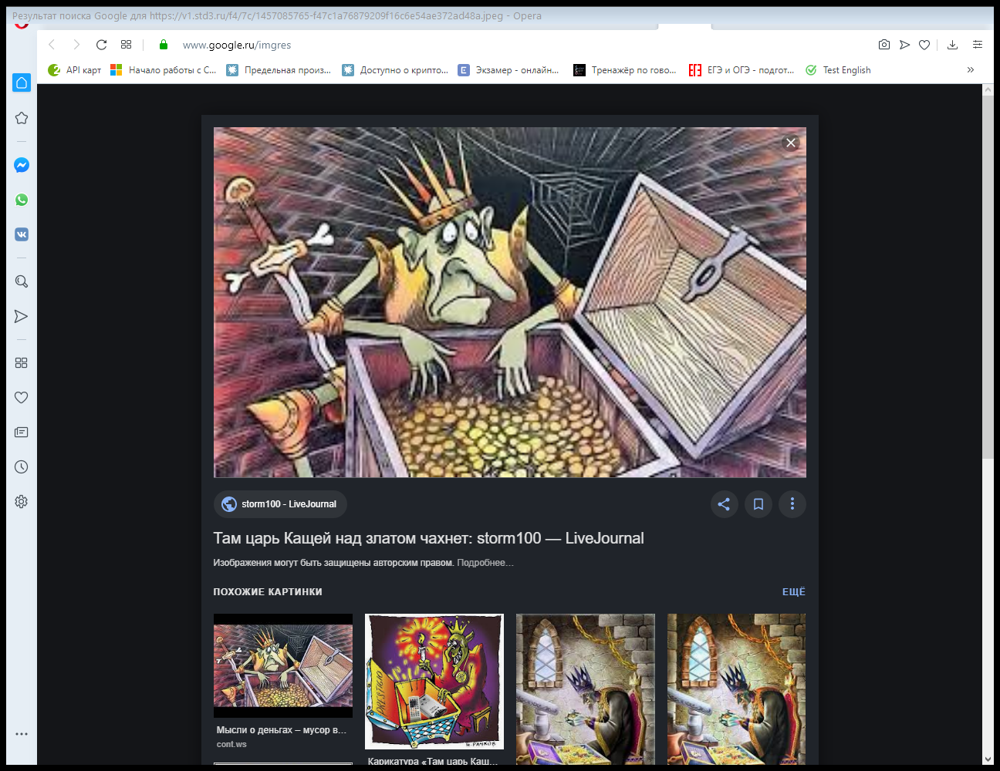 Результат поиска Google для https://v1.std3.ru/f4/7c/1457085765-f47c1a76879209f16c6e54ae372ad48a.jpeg - Opera
www.google.ru/imgres
API карт
Начало работы с С...
Предельная произ...
Доступно о крипто...
Экзамер - онлайн...
Тренажёр по гово...
ЕГЭ и ОГЭ - подгот...
Test English
storm100 - LiveJournal
Там царь Кащей над златом чахнет: storm100 — LiveJournal
Изображения могут быть защищены авторским правом. Подробнее...
ПОХОЖИЕ КАРТИНКИ
ЕЩЁ
Мысли о деньгах – мусор в...
cont.ws
Карикатура «Там царь Кащ...